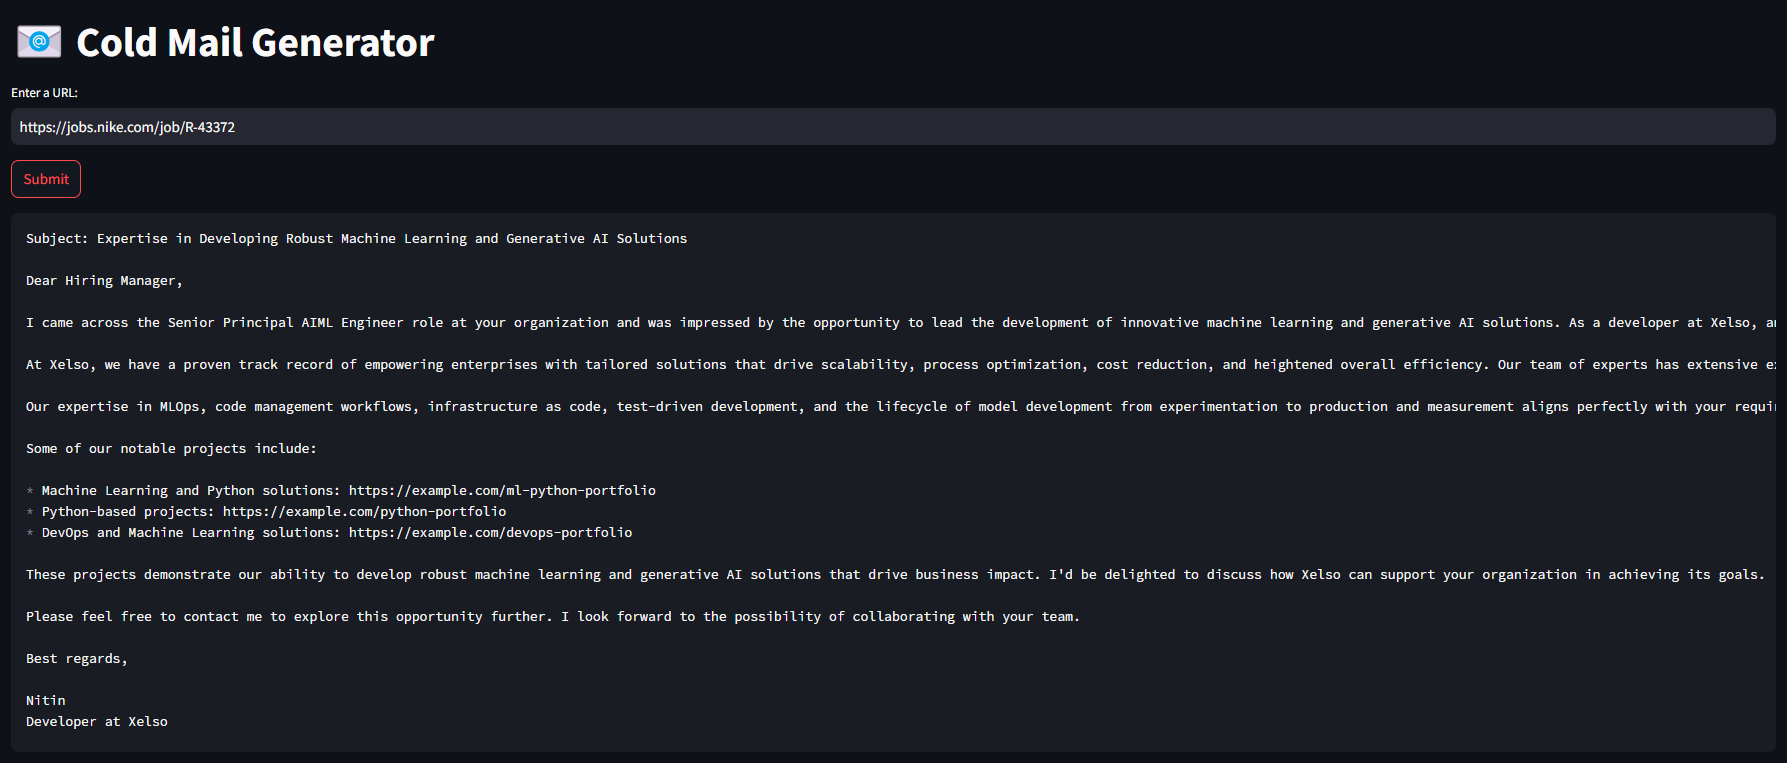 Cold Mail Generator
Enter a URL:
https://jobs.nike.com/job/R-43372
Submit
Subject: Expertise in Developing Robust Machine Learning and Generative AI Solutions
Dear Hiring Manager,
I came across the Senior Principal AIML Engineer role at your organization and was impressed by the opportunity to lead the development of innovative machine learning and generative AI solutions. As a developer at Xelso,
At Xelso, we have a proven track record of empowering enterprises with tailored solutions that drive scalability, process optimization, cost reduction, and heightened overall efficiency. Our team of experts has extensive
Our expertise in MLOps, code management workflows, infrastructure as code, test-driven development, and the lifecycle of model development from experimentation to production and measurement aligns perfectly with your
Some of our notable projects include:
* Machine Learning and Python solutions: https://example.com/ml-python-portfolio
* Python-based projects: https://example.com/python-portfolio
* DevOps and Machine Learning solutions: https://example.com/devops-portfolio
These projects demonstrate our ability to develop robust machine learning and generative AI solutions that drive business impact. I'd be delighted to discuss how Xelso can support your organization in achieving its goals.
Please feel free to contact me to explore this opportunity further. I look forward to the possibility of collaborating with your team.
Best regards,
Nitin
Developer at Xelso